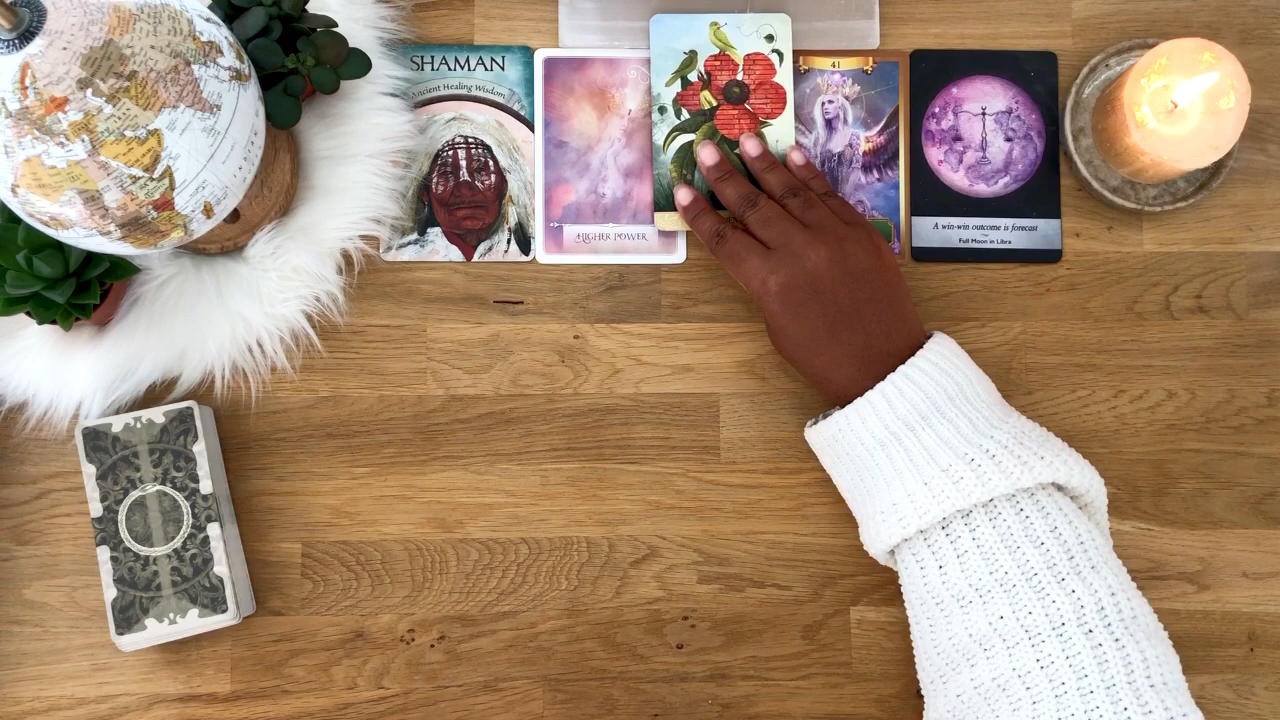 SHAMAN
Ancient Healing Wisdom
HIGHER POWER
41
A win-win outcome is forecast
Full Moon in Libra